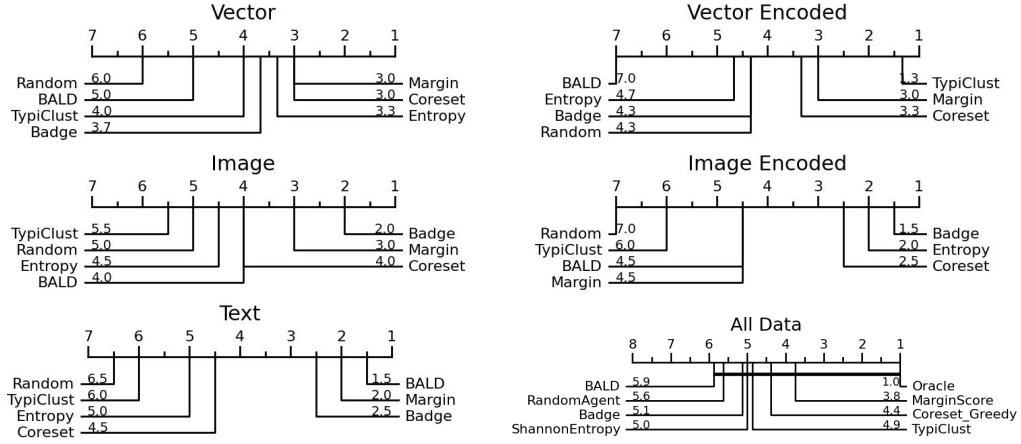 Vector
7 6 5 4 3 2 1
Random 6.0 3.0 Margin
BALD 5.0 3.0 Coreset
TypiClust 4.0 3.3 Entropy
Badge 3.7
Vector Encoded
7 6 5 4 3 2 1
BALD 7.0 1.3 TypiClust
Entropy 4.7 3.0 Margin
Badge 4.3 3.3 Coreset
Random 4.3
Image
7 6 5 4 3 2 1
TypiClust 5.5 2.0 Badge
Random 5.0 3.0 Margin
Entropy 4.5 4.0 Coreset
BALD 4.0
Image Encoded
7 6 5 4 3 2 1
Random 7.0 1.5 Badge
TypiClust 6.0 2.0 Entropy
BALD 4.5 2.5 Coreset
Margin 4.5
Text
7 6 5 4 3 2 1
Random 6.5 1.5 BALD
TypiClust 6.0 2.0 Margin
Entropy 5.0 2.5 Badge
Coreset 4.5
All Data
8 7 6 5 4 3 2 1
BALD 5.9 1.0 Oracle
RandomAgent 5.6 3.8 MarginScore
Badge 5.1 4.4 Coreset_Greedy
ShannonEntropy 5.0 4.9 TypiClust